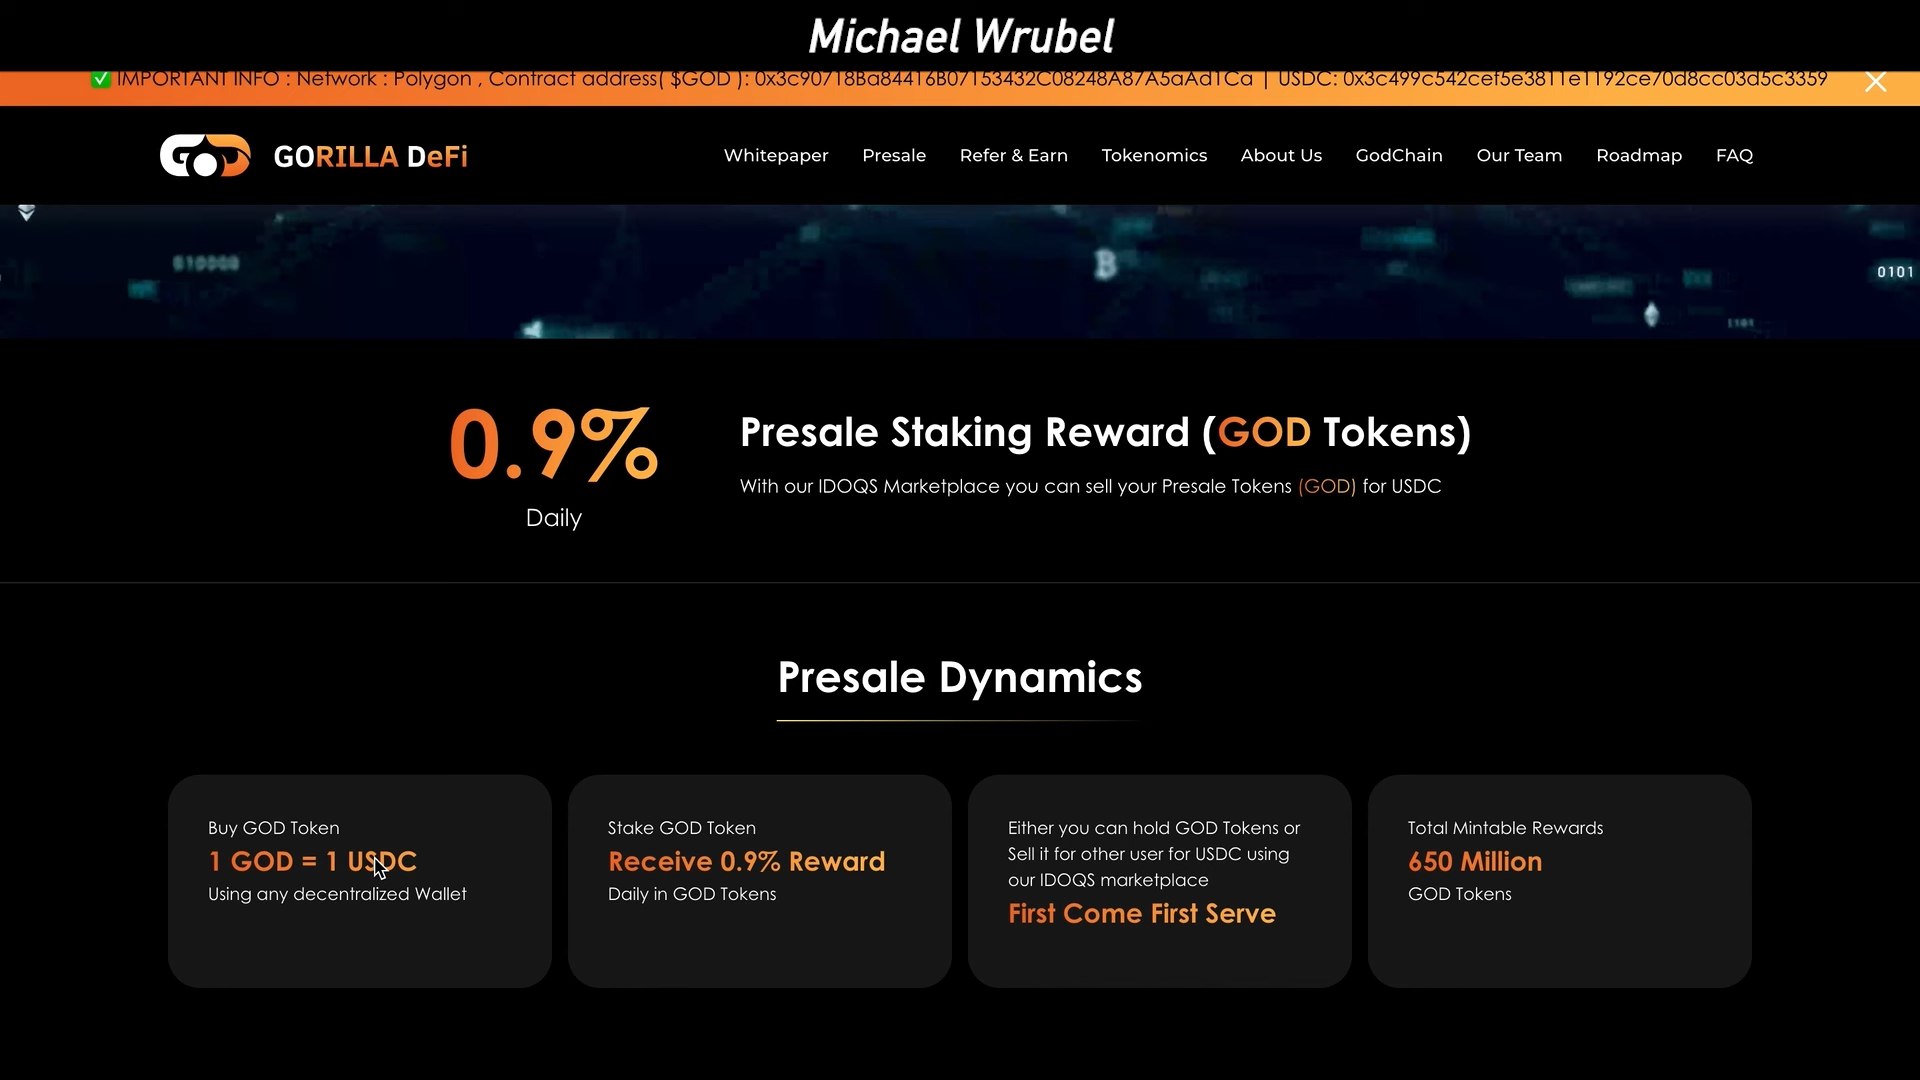 Michael Wrubel
✅ IMPORTANT INFO : Network : Polygon , Contract address( $GOD ): 0x3c90718Ba84416B07153432C08248A87A5aAd1Ca | USDC: 0x3c499c542cef5e3811e1192ce70d8cc03d5c3359
GOD GORILLA DeFi
Whitepaper Presale Refer & Earn Tokenomics About Us GodChain Our Team Roadmap FAQ
0101
0.9%
Daily
Presale Staking Reward (GOD Tokens)
With our IDOQS Marketplace you can sell your Presale Tokens (GOD) for USDC
Presale Dynamics
Buy GOD Token
1 GOD = 1 USDC
Using any decentralized Wallet
Stake GOD Token
Receive 0.9% Reward
Daily in GOD Tokens
Either you can hold GOD Tokens or
Sell it for other user for USDC using
our IDOQS marketplace
First Come First Serve
Total Mintable Rewards
650 Million
GOD Tokens